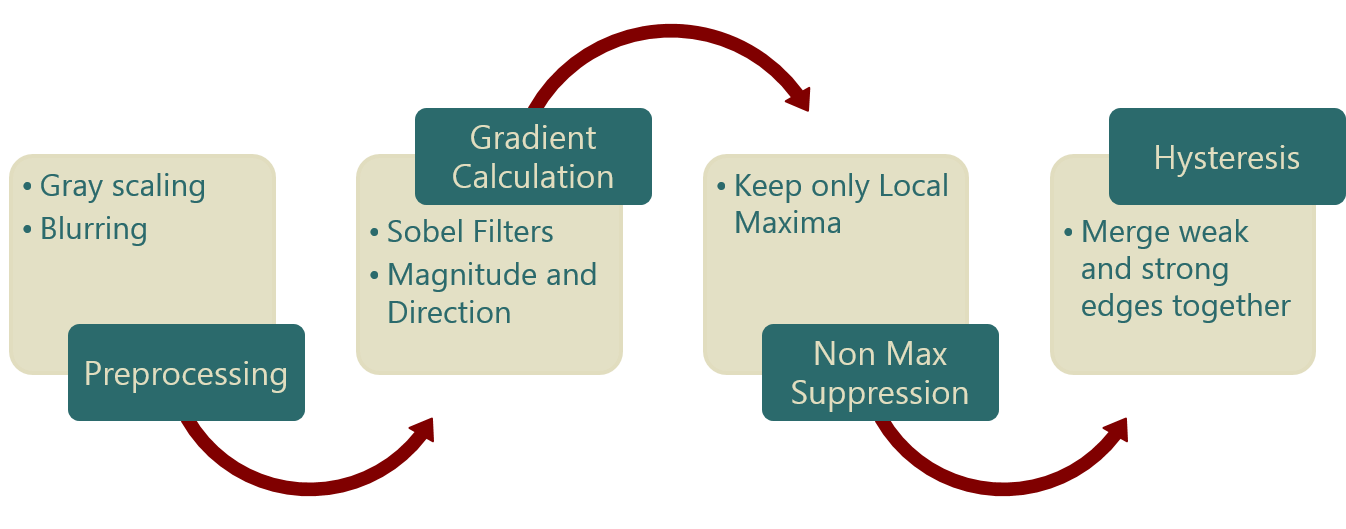 • Gray scaling
• Blurring
Preprocessing
Gradient
Calculation
• Sobel Filters
• Magnitude and
Direction
• Keep only Local
Maxima
Non Max
Suppression
Hysteresis
• Merge weak
and strong
edges together